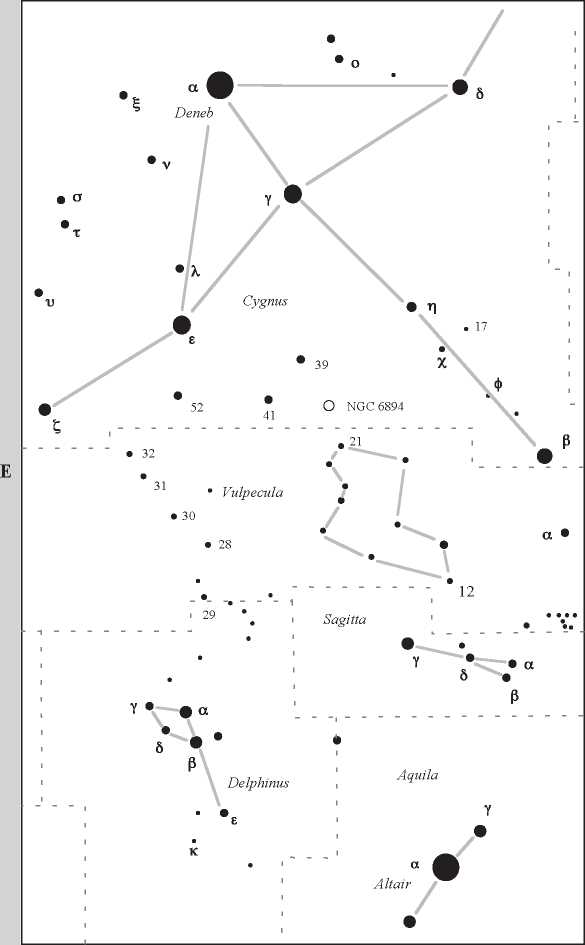 ο
α
δ
ξ
Deneb
ν
σ
γ
τ
λ
υ
Cygnus
η
17
ε
χ
39
φ
52
41
NGC 6894
ζ
β
21
32
E
31
Vulpecula
30
α
28
12
29
Sagitta
γ
δ
α
β
γ
α
δ
β
Delphinus
Aquila
γ
ε
κ
α
Altair